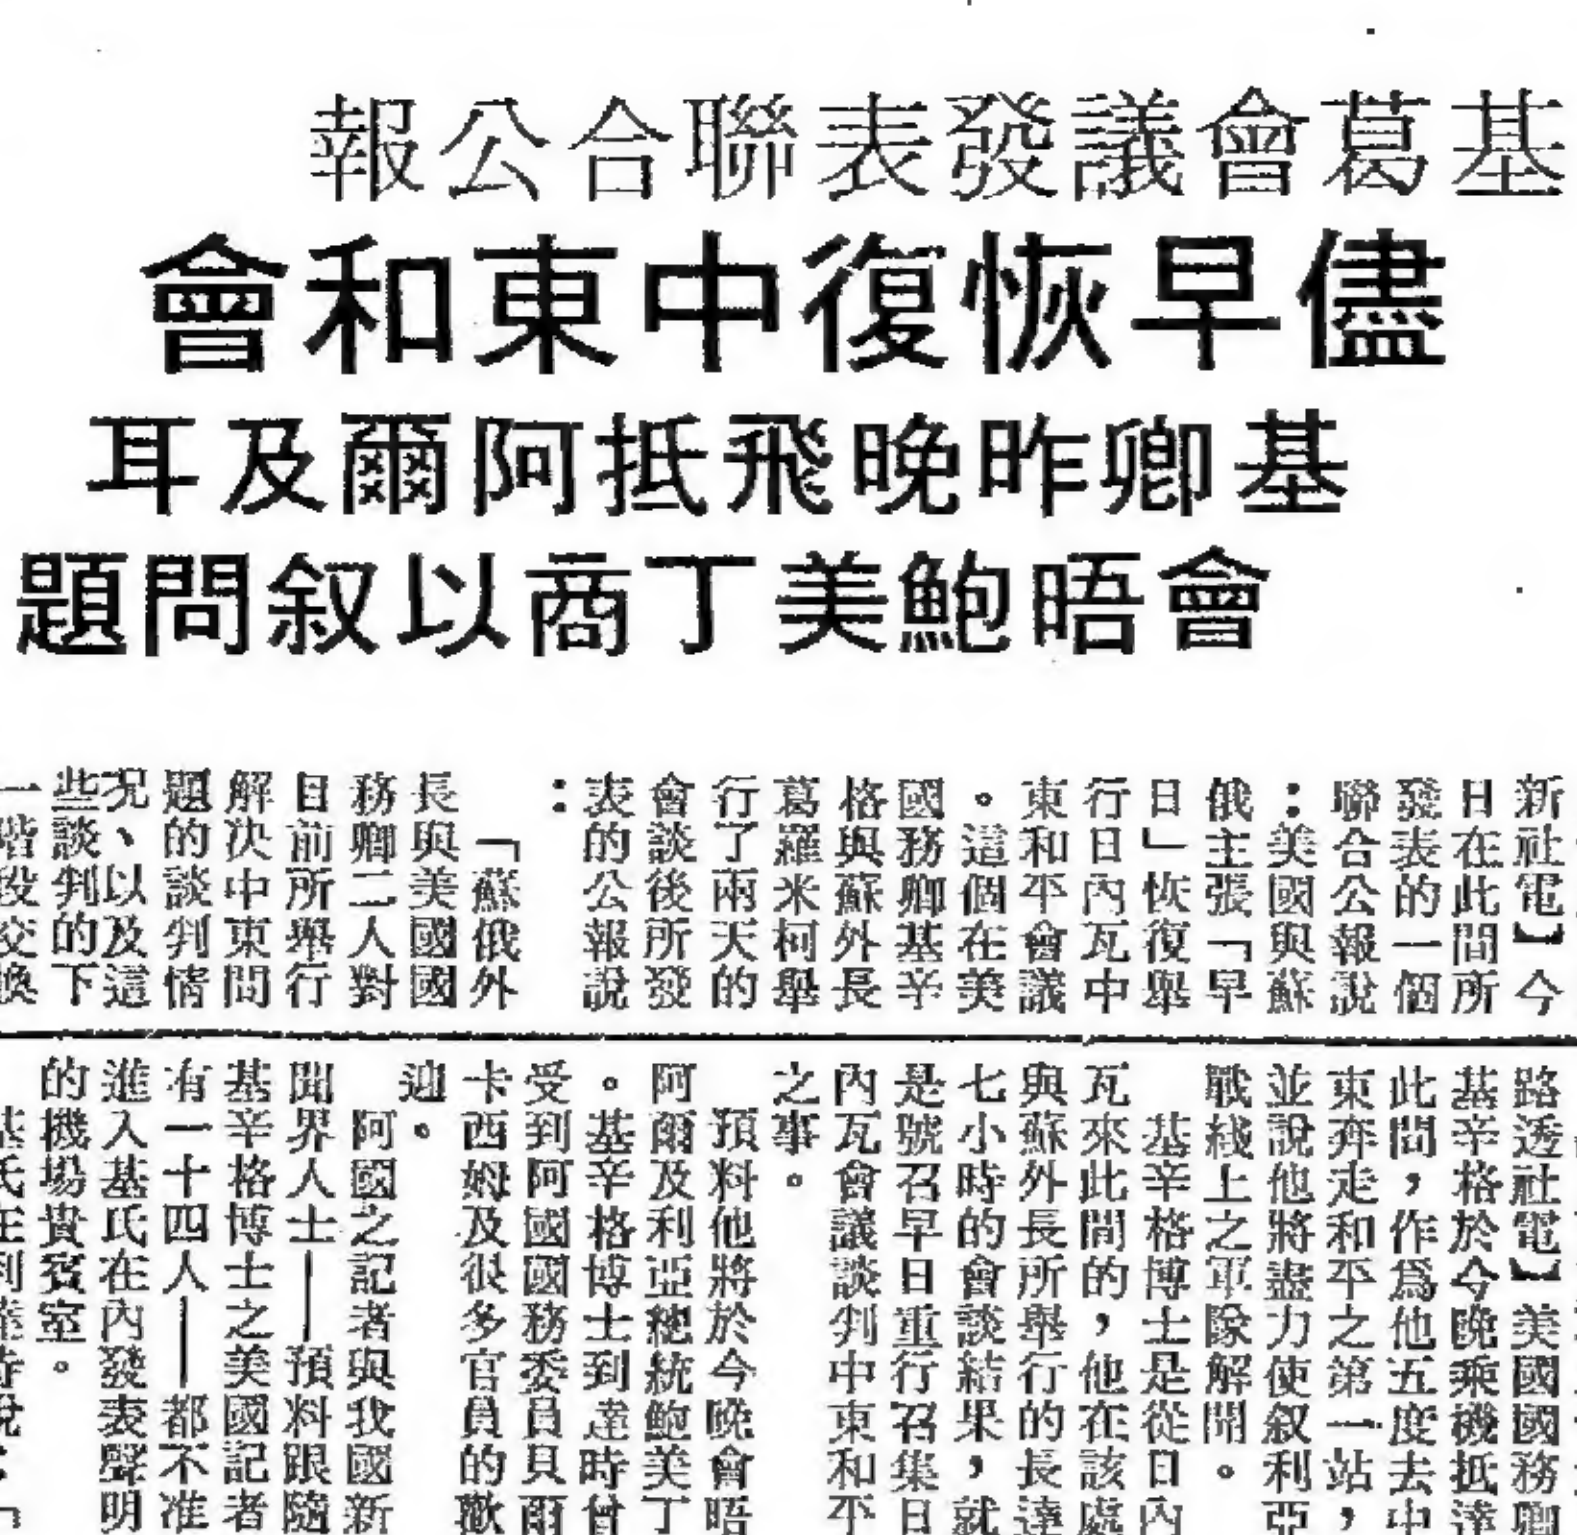 基葛會議發表聯合公報
儘早恢復中東和會
基卿昨晚飛抵阿爾及耳
會晤鮑美丁商以叙問題
新社電】今
日在此間所
發表的一個
聯合公報說
：美國與蘇
俄主張「早
日」恢復舉
行日內瓦中
東和平會議
。這個在美
國務卿基辛
格與蘇外長
葛羅米柯舉
行了兩天的
會談後所發
表的公報說
：
「蘇俄外
長與美國國
務卿二人對
目前所舉行
解決中東問
題的談判情
況、以及這
些談判的下
一階段交換
路透社電】美國國務卿
基辛格於今晚乘機抵達
此間，作為他五度去中
東奔走和平之第一站，
並說他將盡力使叙利亞
戰綫上之軍隊解開。
基辛格博士是從日內
瓦來此間的，他在該處
與蘇外長所舉行的長達
七小時的會談結果，就
是號召早日重行召集日
內瓦會議談判中東和平
之事。
預料他將於今晚會晤
阿爾及利亞總統鮑美丁
。基辛格博士到達時曾
受到阿國國務委員貝爾
卡西姆及很多官員的歡
迎。
阿國之記者與我國新
聞界人士——預料跟隨
基辛格博士之美國記者
有一十四人——都不准
進入基氏在內發表聲明
的機場貴賓室。